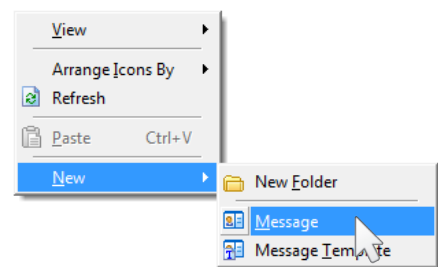 View
Arrange Icons By
Refresh
Paste Ctrl+V
New
New Folder
Message
Message Template